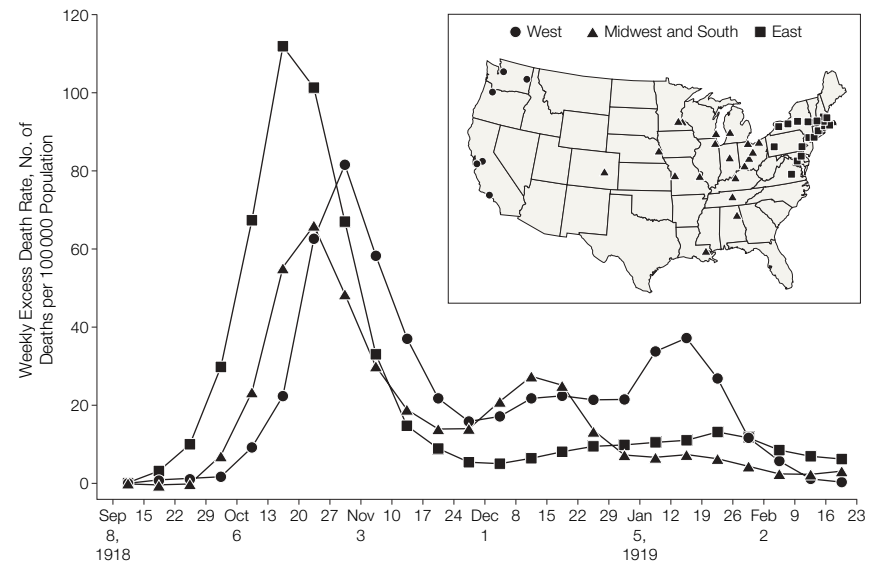 120
100
80
60
40
20
0
Weekly Excess Death Rate, No. of
Deaths per 100 000 Population
West
Midwest and South
East
Sep 15 22 29 Oct 13 20 27 Nov 10 17 24 Dec 8 15 22 29 Jan 12 19 26 Feb 9 16 23
8, 6 3 1 5, 2
1918 1919